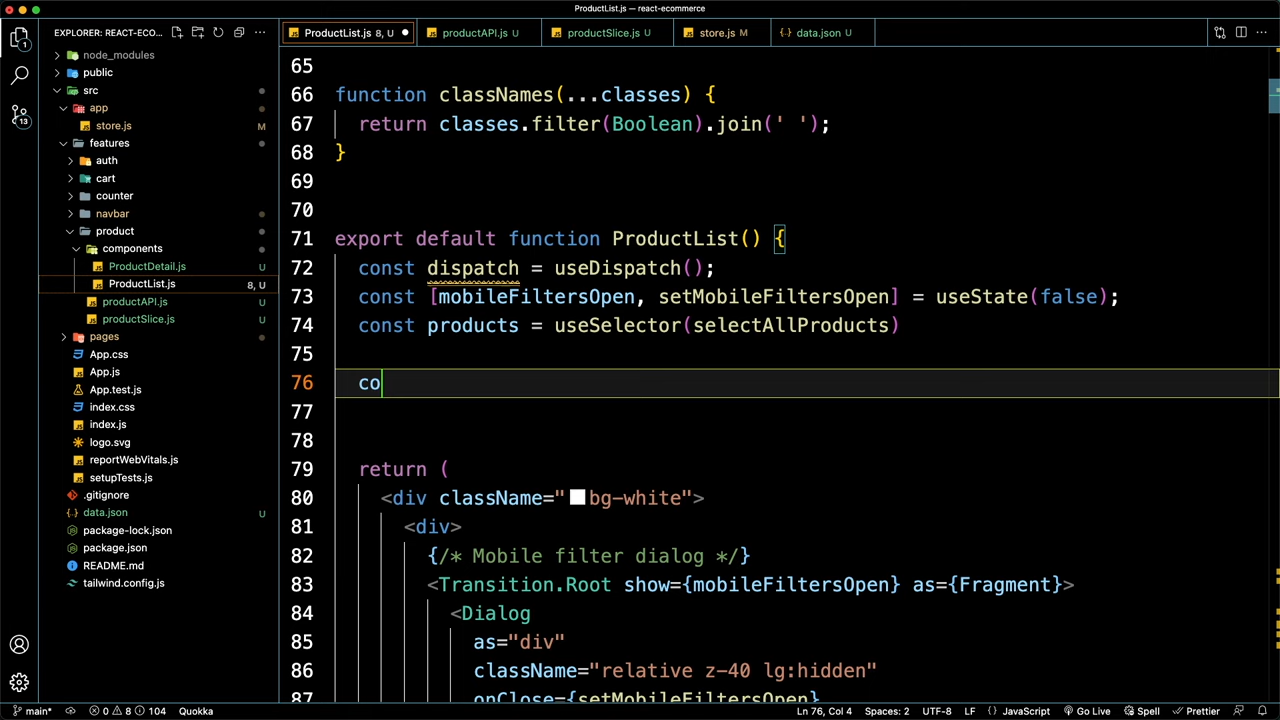 ProductList.js — react-ecommerce
EXPLORER: REACT-ECO...
ProductList.js 8, U
productAPI.js U
productSlice.js U
store.js M
data.json U
node_modules
public
src
app
store.js M
features
auth
cart
counter
navbar
product
components
ProductDetail.js U
ProductList.js 8, U
productAPI.js U
productSlice.js U
pages
App.css
App.js
App.test.js
index.css
index.js
logo.svg
reportWebVitals.js
setupTests.js
.gitignore
data.json U
package-lock.json
package.json
README.md
tailwind.config.js
1
13
65
66 function classNames(...classes) {
67 return classes.filter(Boolean).join(' ');
68 }
69
70
71 export default function ProductList() {
72 const dispatch = useDispatch();
73 const [mobileFiltersOpen, setMobileFiltersOpen] = useState(false);
74 const products = useSelector(selectAllProducts)
75
76 co
77
78
79 return (
80 <div className="bg-white">
81 <div>
82 {/* Mobile filter dialog */}
83 <Transition.Root show={mobileFiltersOpen} as={Fragment}>
84 <Dialog
85 as="div"
86 className="relative z-40 lg:hidden"
87 onClose={setMobileFiltersOpen}
main* 0 8 104 Quokka Ln 76, Col 4 Spaces: 2 UTF-8 LF {} JavaScript Go Live Spell Prettier